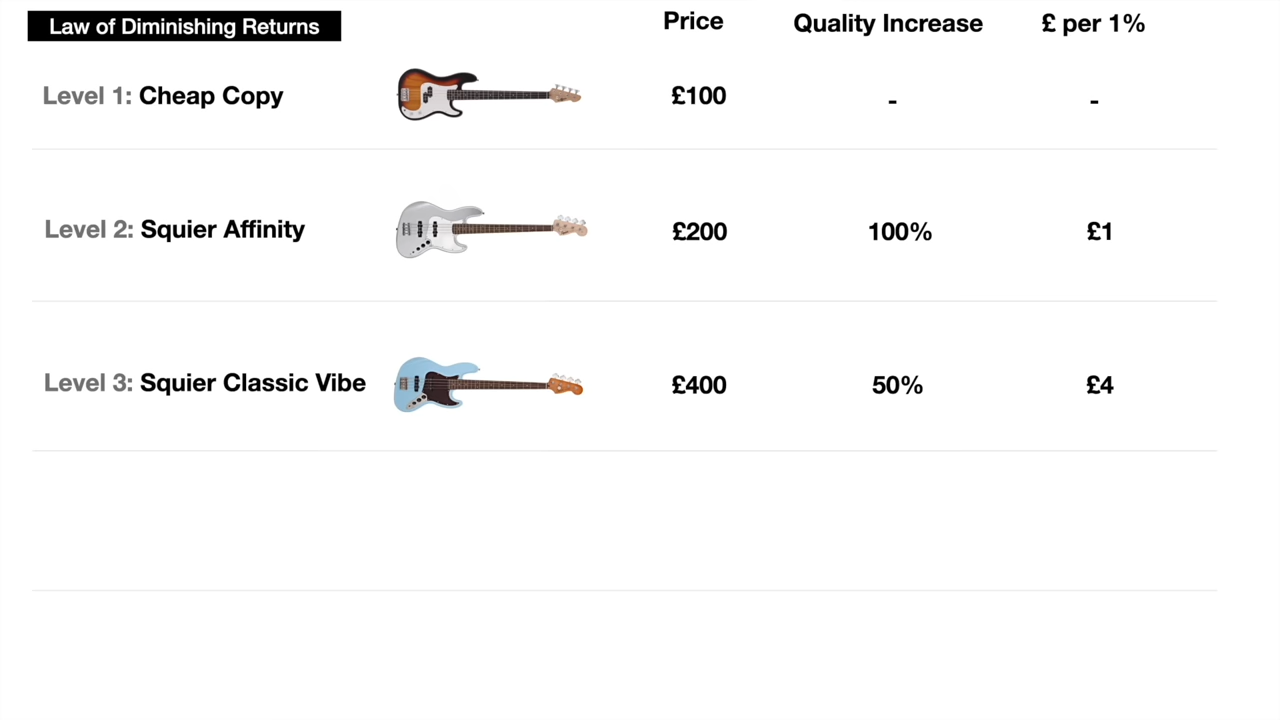 Law of Diminishing Returns Price Quality Increase £ per 1%
Level 1: Cheap Copy £100 - -
Level 2: Squier Affinity £200 100% £1
Level 3: Squier Classic Vibe £400 50% £4